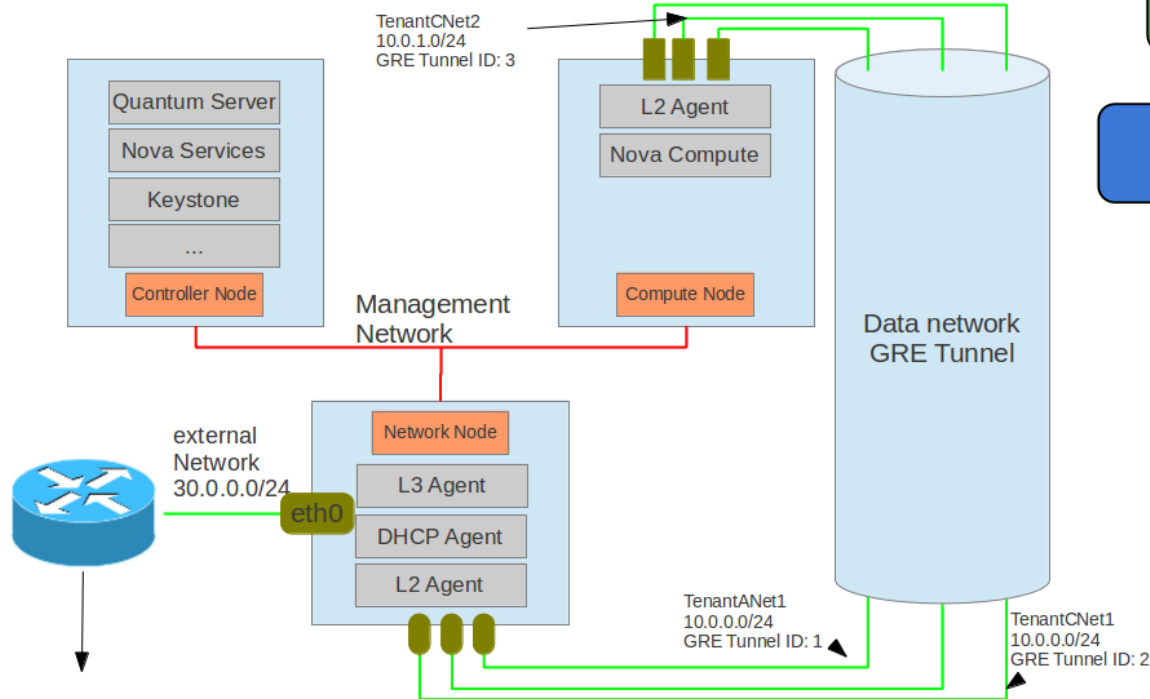 TenantCNet2
10.0.1.0/24
GRE Tunnel ID: 3
Quantum Server
Nova Services
Keystone
...
Controller Node
L2 Agent
Nova Compute
Compute Node
Management
Network
Data network
GRE Tunnel
Network Node
L3 Agent
DHCP Agent
L2 Agent
external
Network
30.0.0.0/24
eth0
TenantANet1
10.0.0.0/24
GRE Tunnel ID: 1
TenantCNet1
10.0.0.0/24
GRE Tunnel ID: 2